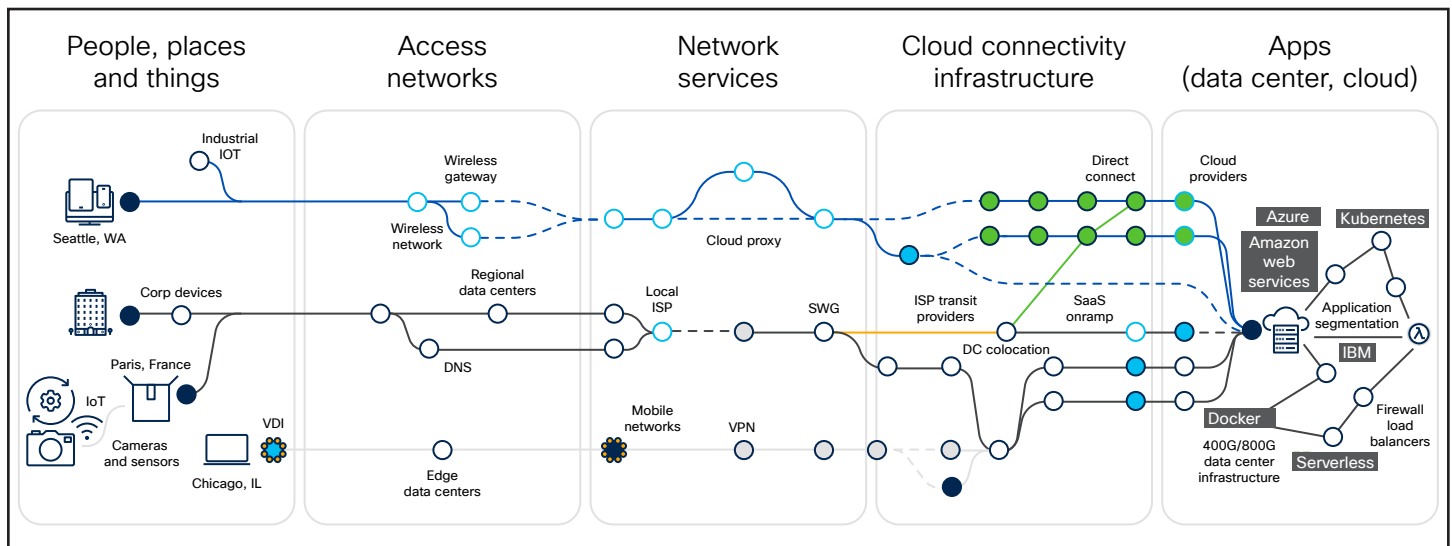 People, places
and things
Access
networks
Network
services
Cloud connectivity
infrastructure
Apps
(data center, cloud)
Industrial
IOT
Seattle, WA
Corp devices
Paris, France
IoT
Cameras
and sensors
VDI
Chicago, IL
Wireless
gateway
Wireless
network
Regional
data centers
DNS
Edge
data centers
Local
ISP
Mobile
networks
Cloud proxy
SWG
VPN
Direct
connect
ISP transit
providers
SaaS
onramp
DC colocation
Cloud
providers
Azure
Kubernetes
Amazon
web
services
Application
segmentation
λ
IBM
Docker
Firewall
load
balancers
400G/800G
data center
infrastructure
Serverless